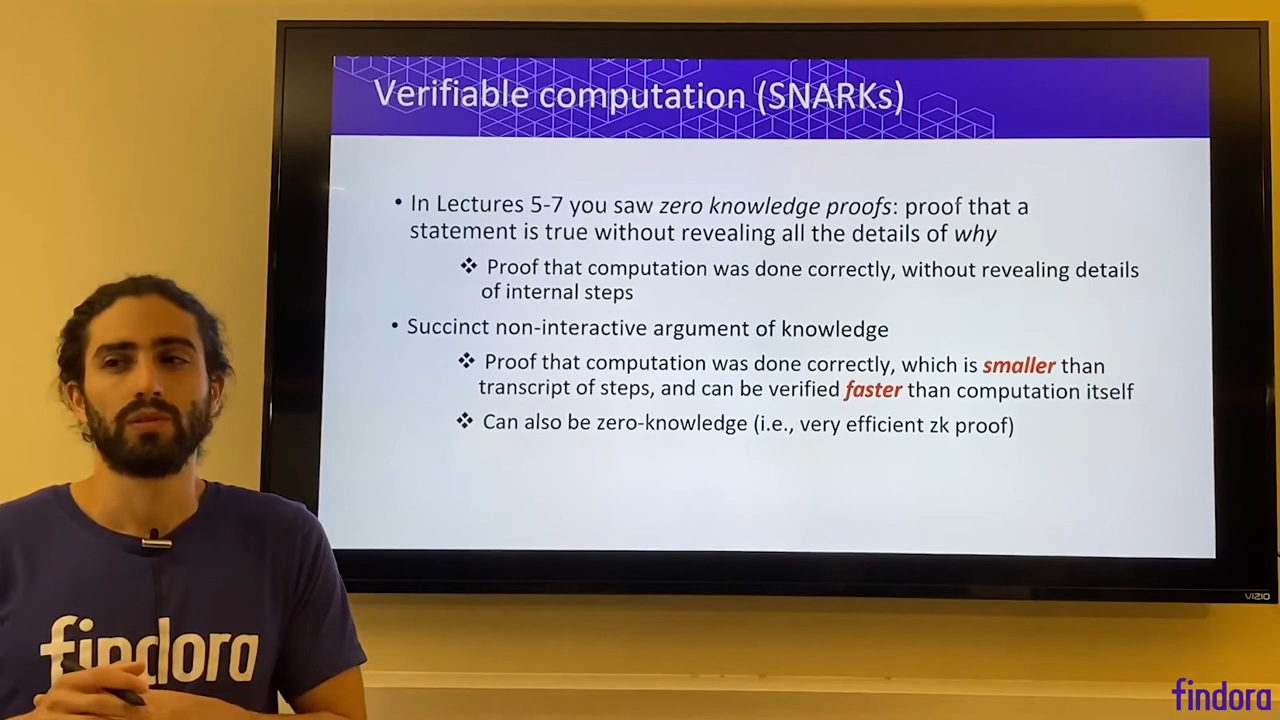 Verifiable computation (SNARKs)
• In Lectures 5-7 you saw zero knowledge proofs: proof that a
statement is true without revealing all the details of why
❖ Proof that computation was done correctly, without revealing details
of internal steps
• Succinct non-interactive argument of knowledge
❖ Proof that computation was done correctly, which is smaller than
transcript of steps, and can be verified faster than computation itself
❖ Can also be zero-knowledge (i.e., very efficient zk proof)
VIZIO
findora
findora